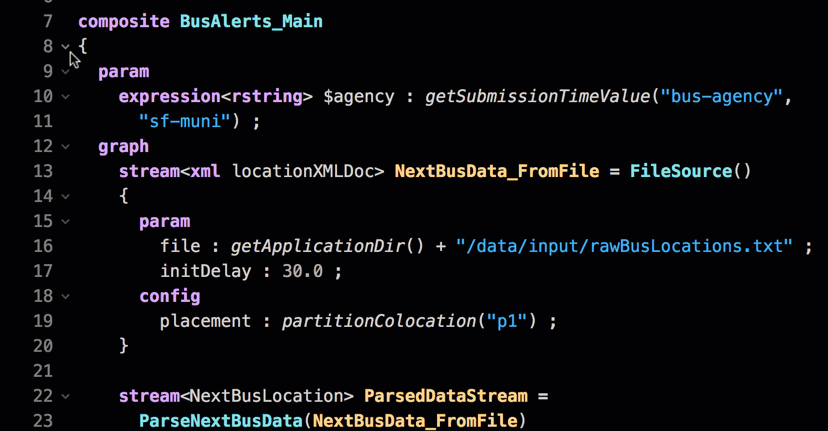 7 composite BusAlerts_Main
8 {
9 param
10 expression<rstring> $agency : getSubmissionTimeValue("bus-agency",
11 "sf-muni") ;
12 graph
13 stream<xml locationXMLDoc> NextBusData_FromFile = FileSource()
14 {
15 param
16 file : getApplicationDir() + "/data/input/rawBusLocations.txt" ;
17 initDelay : 30.0 ;
18 config
19 placement : partitionColocation("p1") ;
20 }
21
22 stream<NextBusLocation> ParsedDataStream =
23 ParseNextBusData(NextBusData_FromFile)